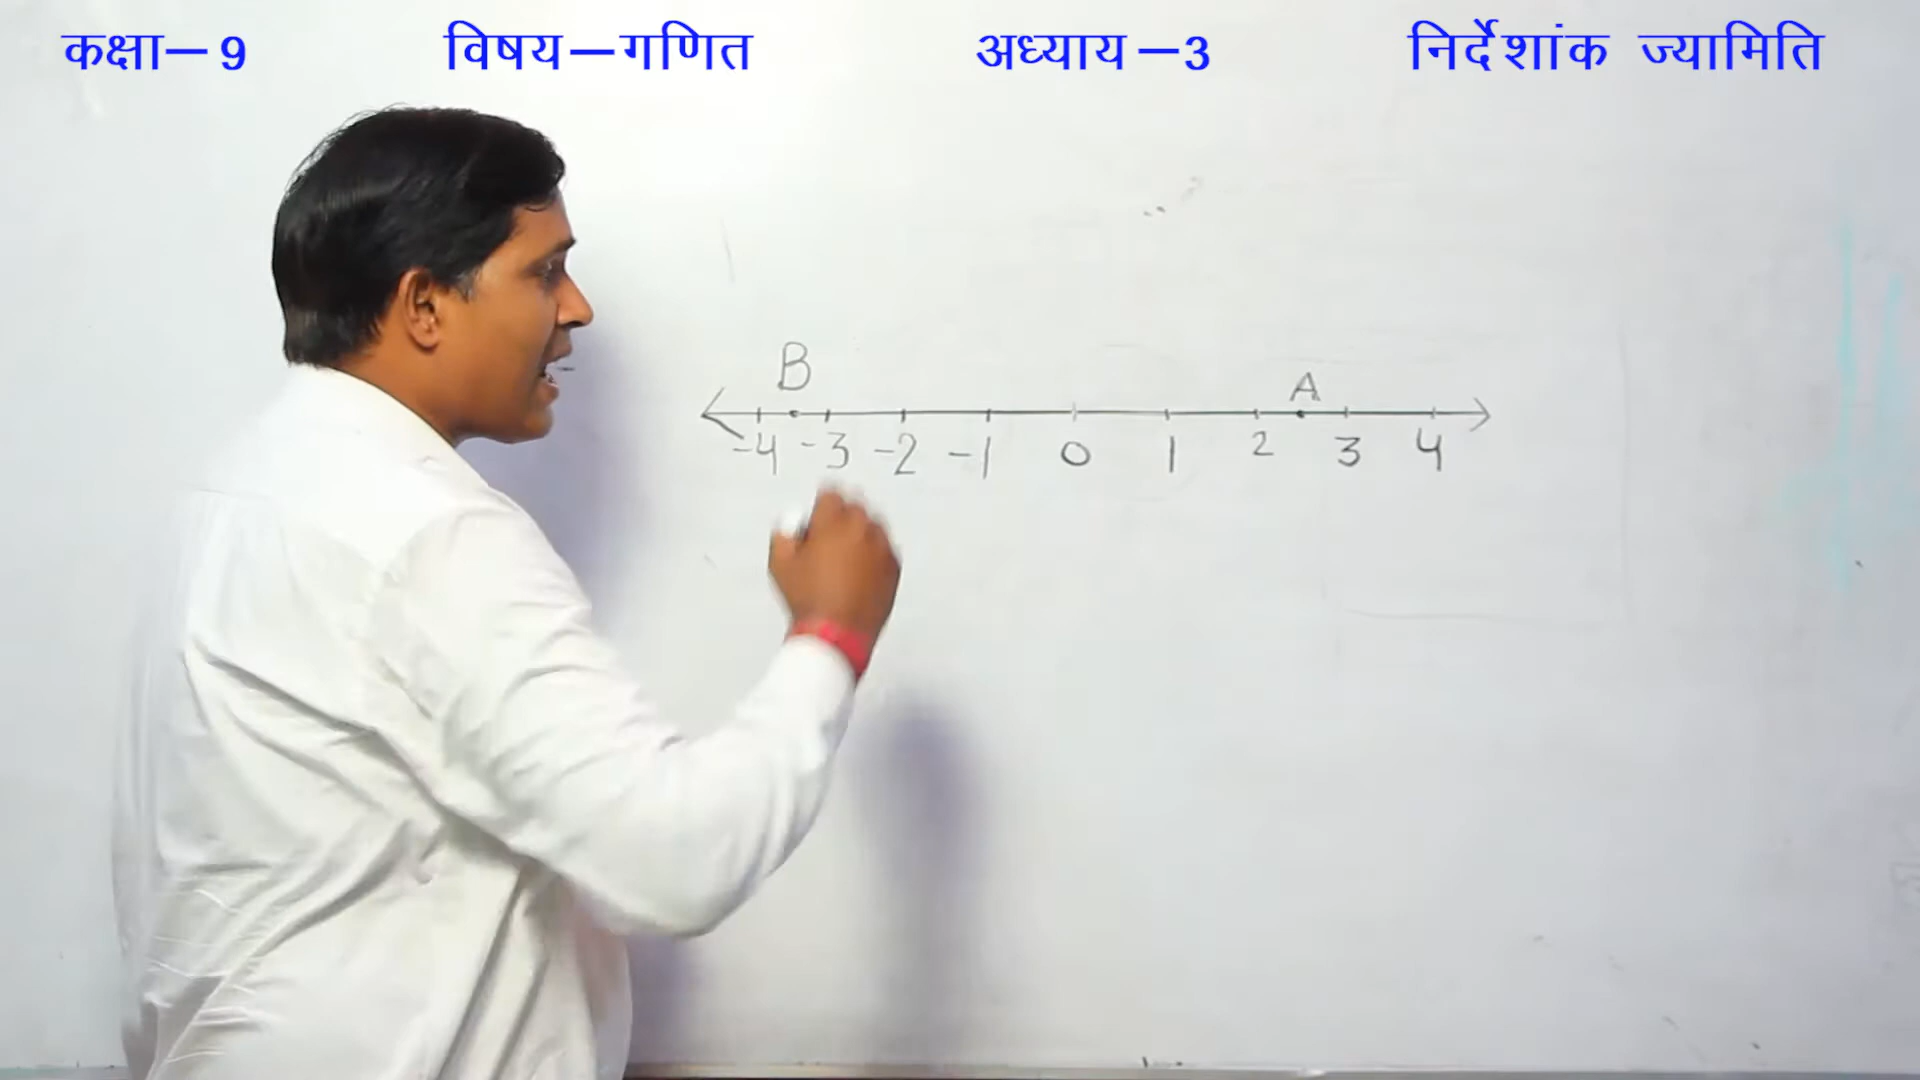 कक्षा—9 विषय—गणित अध्याय—3 निर्देशांक ज्यामिति
B A
-4 -3 -2 -1 0 1 2 3 4